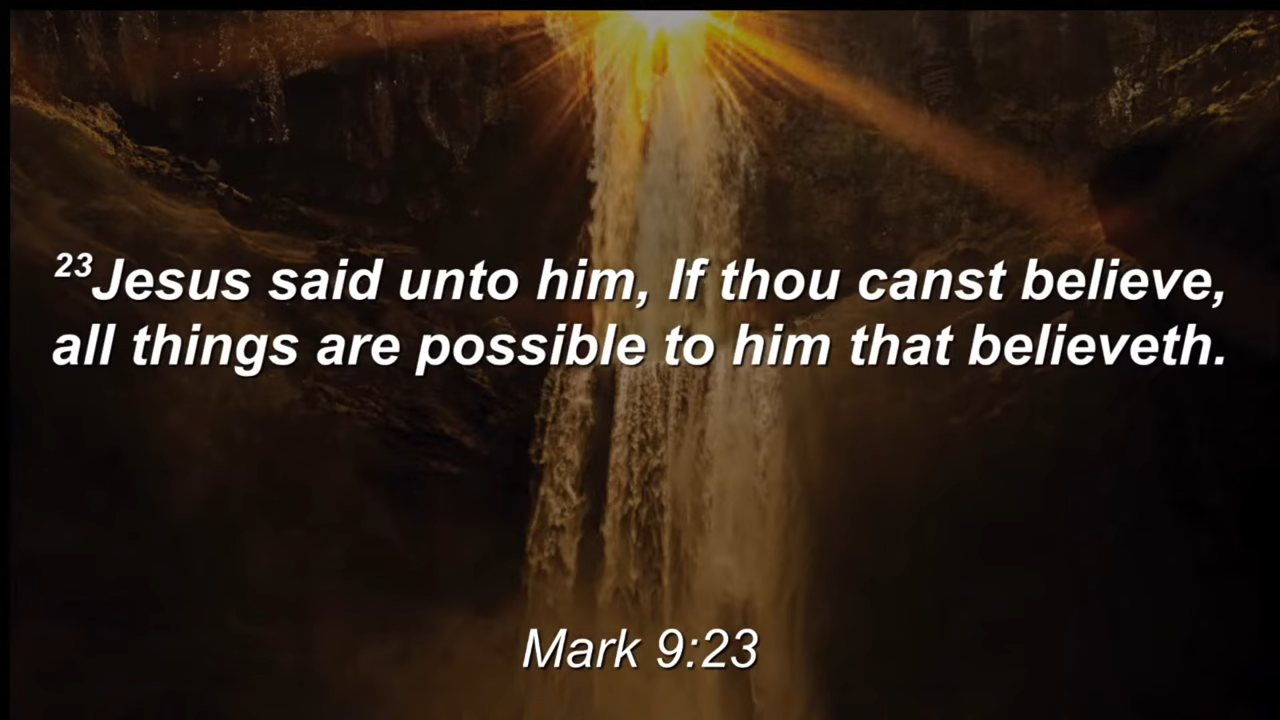 ²³Jesus said unto him, If thou canst believe,
all things are possible to him that believeth.
Mark 9:23